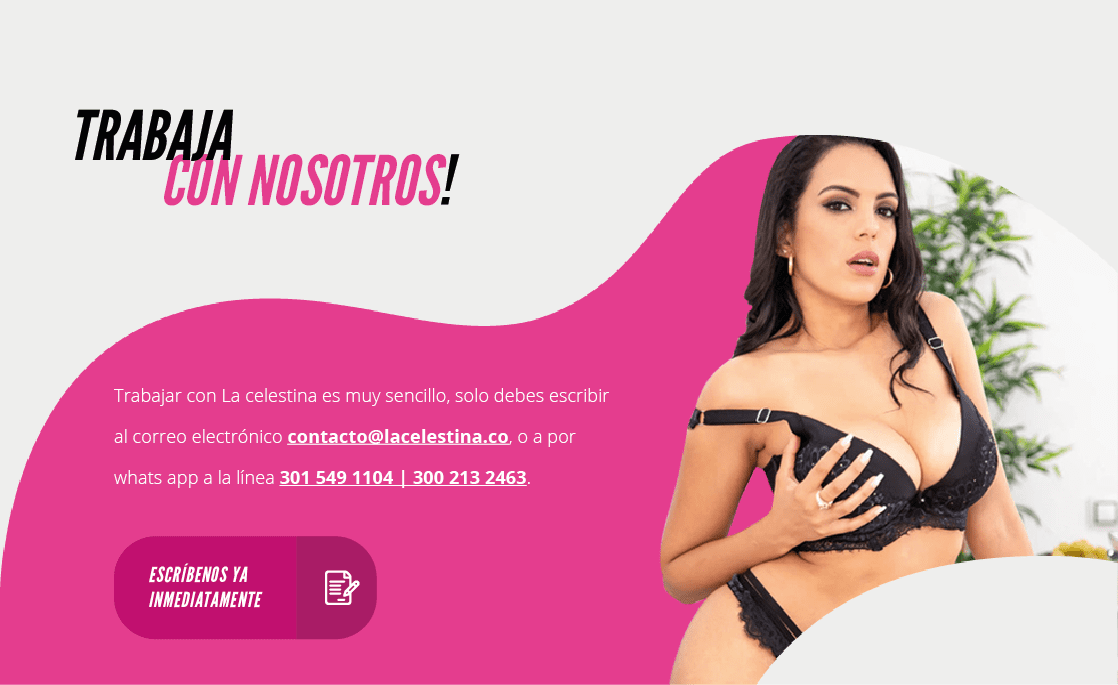 TRABAJA
CON NOSOTROS!
Trabajar con La celestina es muy sencillo, solo debes escribir
al correo electrónico contacto@lacelestina.co, o a por
whats app a la línea 301 549 1104 | 300 213 2463.
ESCRÍBENOS YA
INMEDIATAMENTE